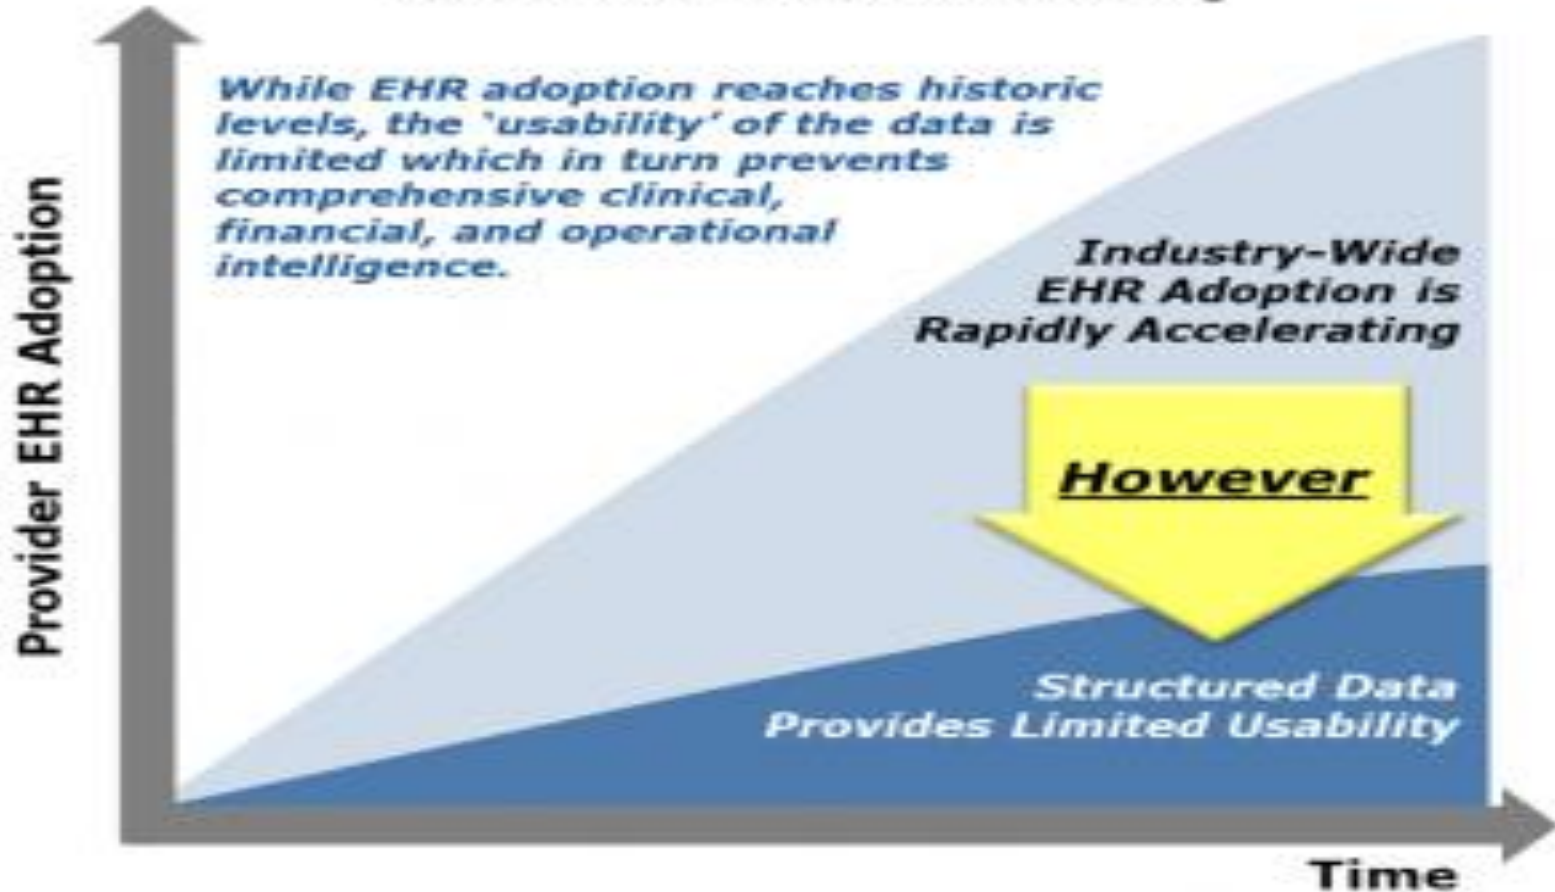 While EHR adoption reaches historic
levels, the ‘usability’ of the data is
limited which in turn prevents
comprehensive clinical,
financial, and operational
intelligence.
Industry-Wide
EHR Adoption is
Rapidly Accelerating
However
Structured Data
Provides Limited Usability
Provider EHR Adoption
Time